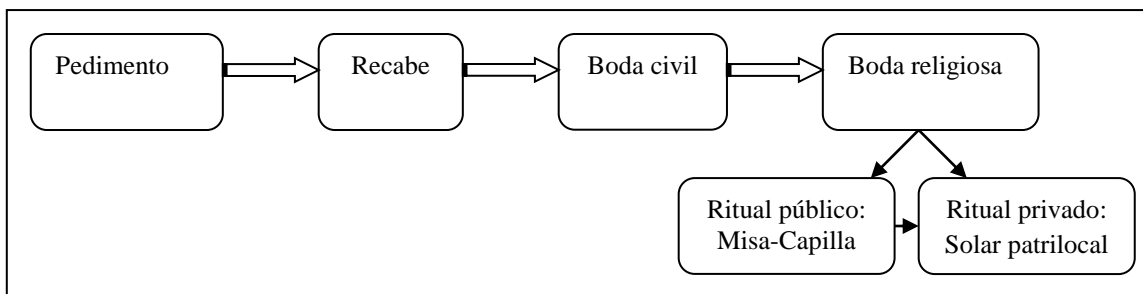 Pedimento
Recabe
Boda civil
Boda religiosa
Ritual público:
Misa-Capilla
Ritual privado:
Solar patrilocal